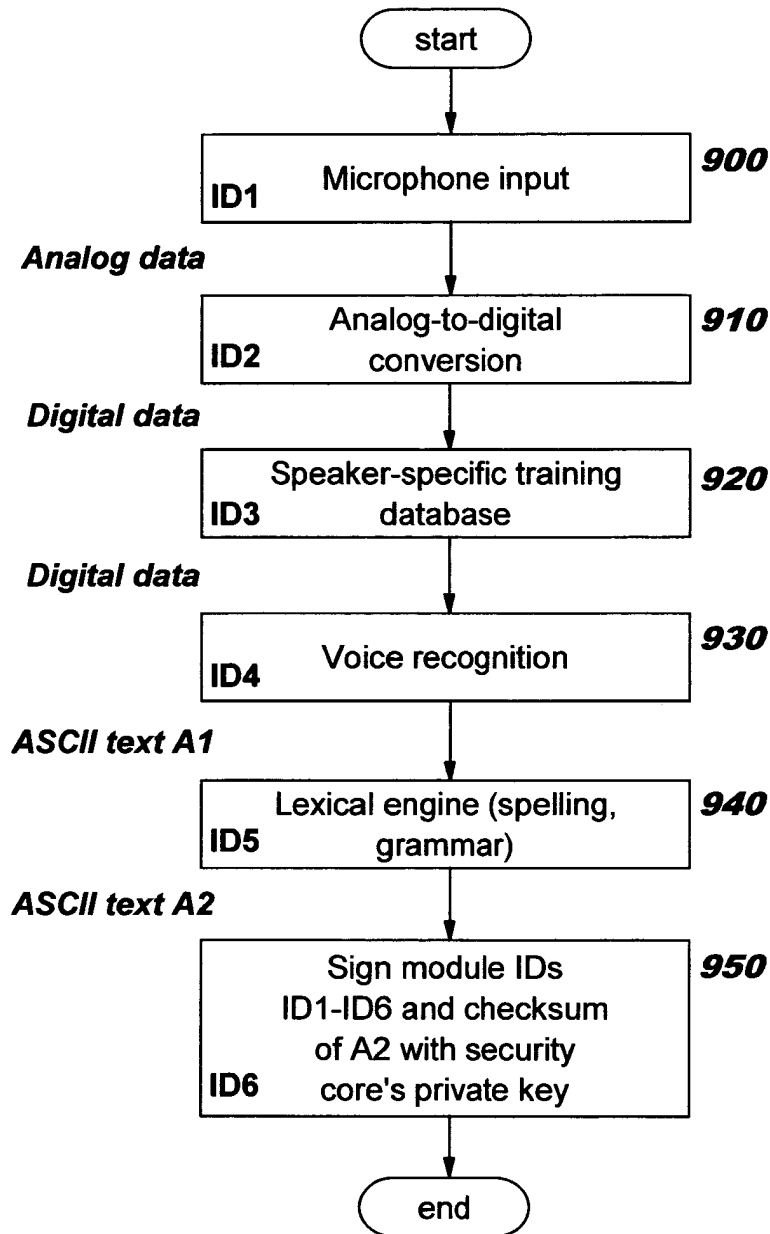 start
900
Microphone input
ID1
Analog data
910
Analog-to-digital
conversion
ID2
Digital data
920
Speaker-specific training
database
ID3
Digital data
930
Voice recognition
ID4
ASCII text A1
940
Lexical engine (spelling,
grammar)
ID5
ASCII text A2
950
Sign module IDs
ID1-ID6 and checksum
of A2 with security
core's private key
ID6
end